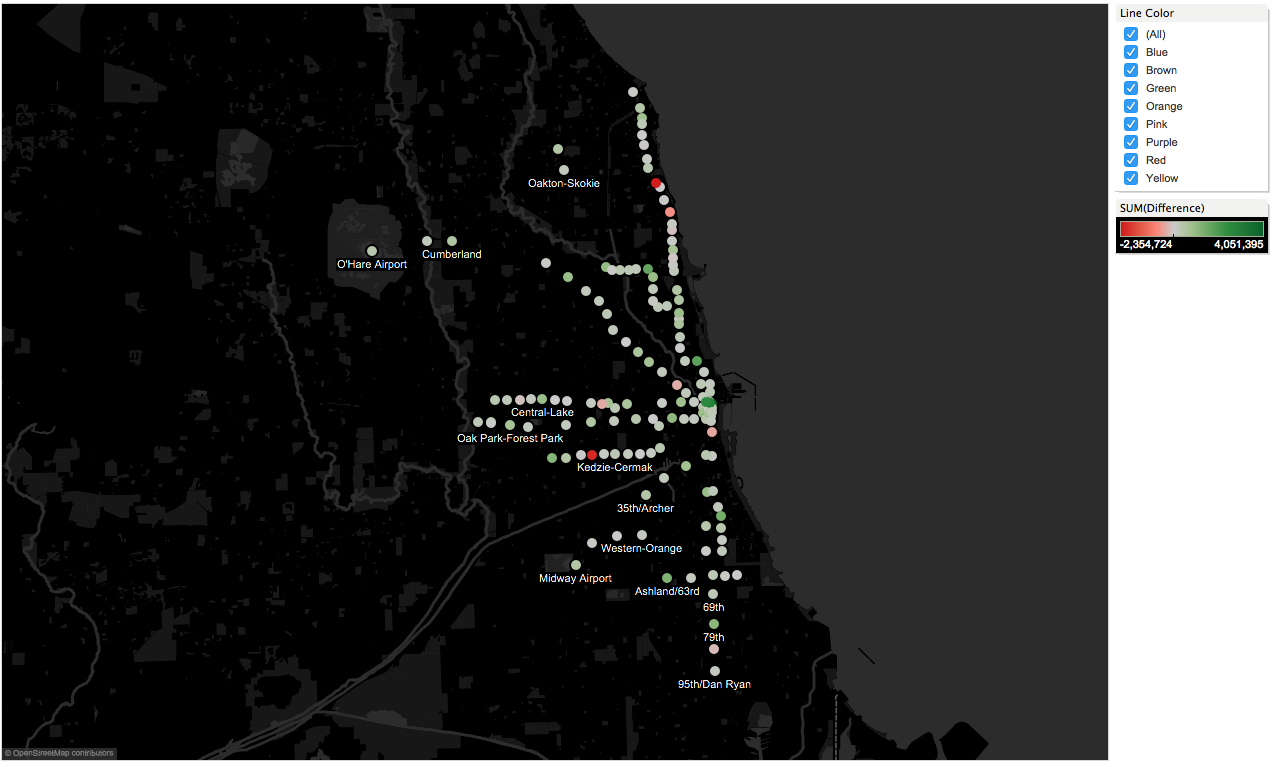 Line Color
(All)
Blue
Brown
Green
Orange
Pink
Purple
Red
Yellow
SUM(Difference)
-2,354,724 4,051,395
Oakton-Skokie
Cumberland
O'Hare Airport
Central-Lake
Oak Park-Forest Park
Kedzie-Cermak
35th/Archer
Western-Orange
Midway Airport
Ashland/63rd
69th
79th
95th/Dan Ryan
© OpenStreetMap contributors